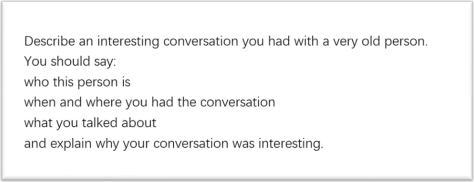 Describe an interesting conversation you had with a very old person.
You should say:
who this person is
when and where you had the conversation
what you talked about
and explain why your conversation was interesting.